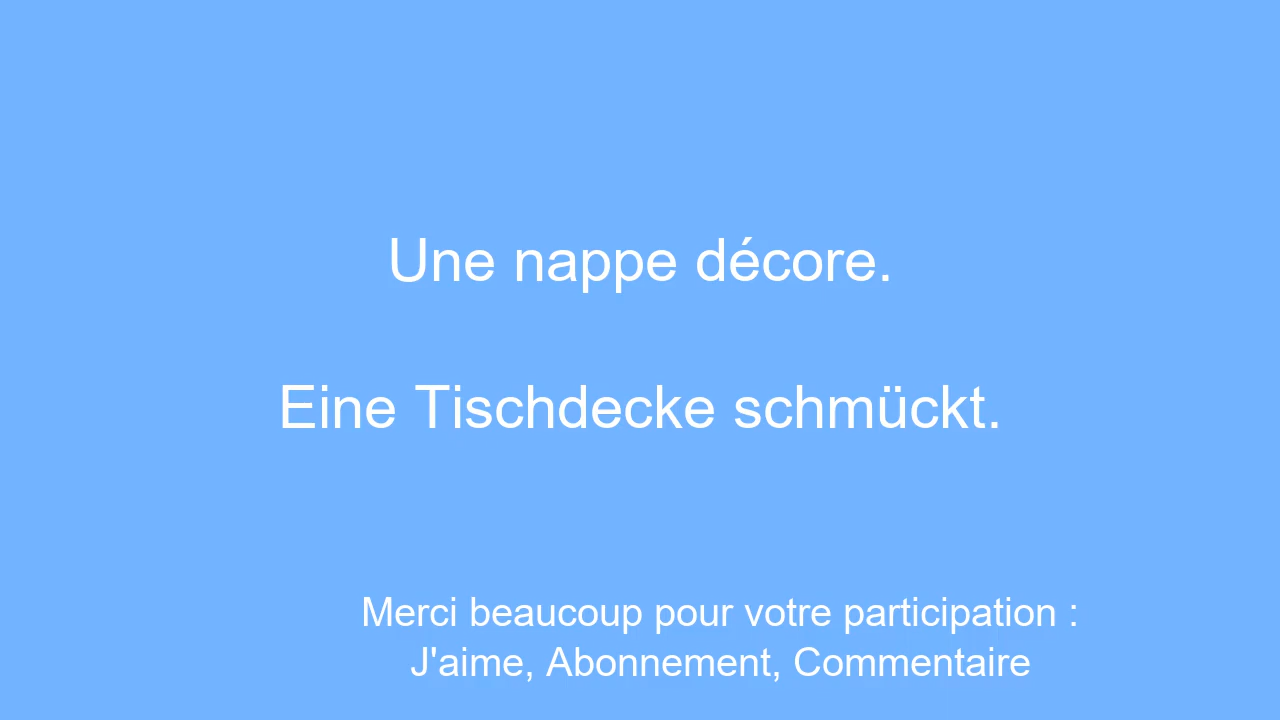 Une nappe décore.
Eine Tischdecke schmückt.
Merci beaucoup pour votre participation :
J'aime, Abonnement, Commentaire